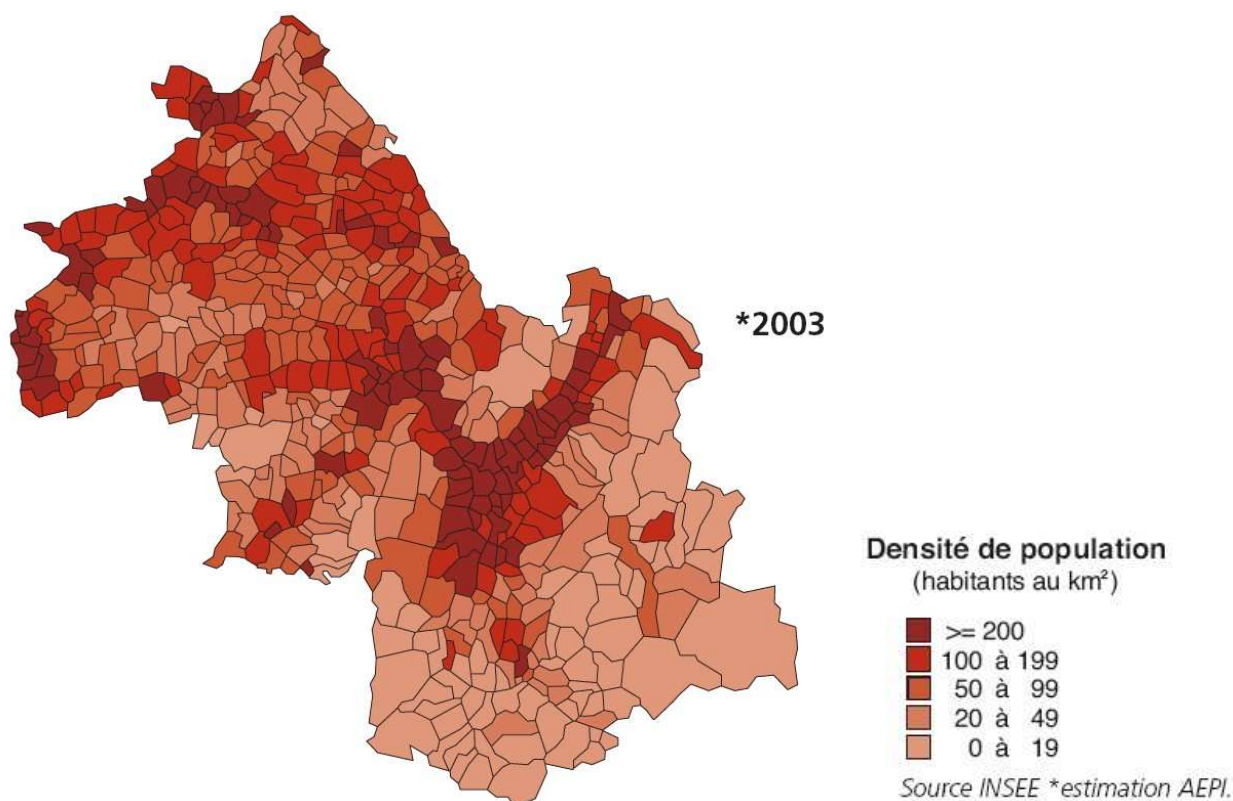 *2003
Densité de population
(habitants au km²)
>= 200
100 à 199
50 à 99
20 à 49
0 à 19
Source INSEE *estimation AEPI.